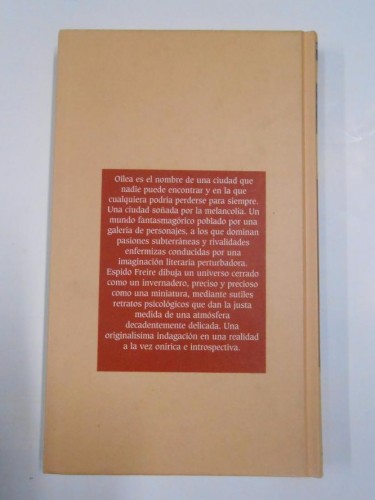 Oilea es el nombre de una ciudad que
nadie puede encontrar y en la que
cualquiera podría perderse para siempre.
Una ciudad soñada por la melancolía. Un
mundo fantasmagórico poblado por una
galería de personajes, a los que dominan
pasiones subterráneas y rivalidades
enfermizas conducidas por una
imaginación literaria perturbadora.
Espido Freire dibuja un universo cerrado
como un invernadero, preciso y precioso
como una miniatura, mediante sutiles
retratos psicológicos que dan la justa
medida de una atmósfera
decadentemente delicada. Una
originalísima indagación en una realidad
a la vez onírica e introspectiva.